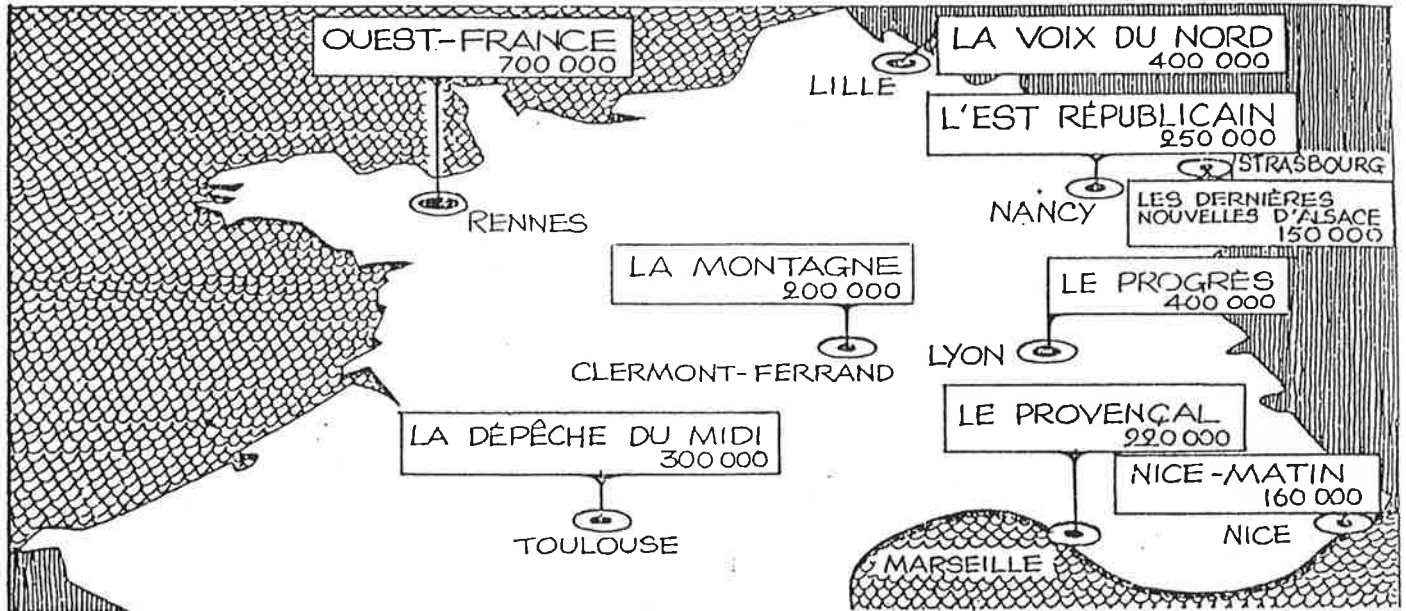 OUEST-FRANCE
700 000
LA VOIX DU NORD
400 000
LILLE
L'EST RÉPUBLICAIN
250 000
STRASBOURG
NANCY
LES DERNIÈRES
NOUVELLES D'ALSACE
150 000
RENNES
LA MONTAGNE
200 000
LE PROGRÈS
400 000
CLERMONT-FERRAND
LYON
LE PROVENÇAL
220 000
LA DÉPÊCHE DU MIDI
300 000
NICE-MATIN
160 000
TOULOUSE
NICE
MARSEILLE